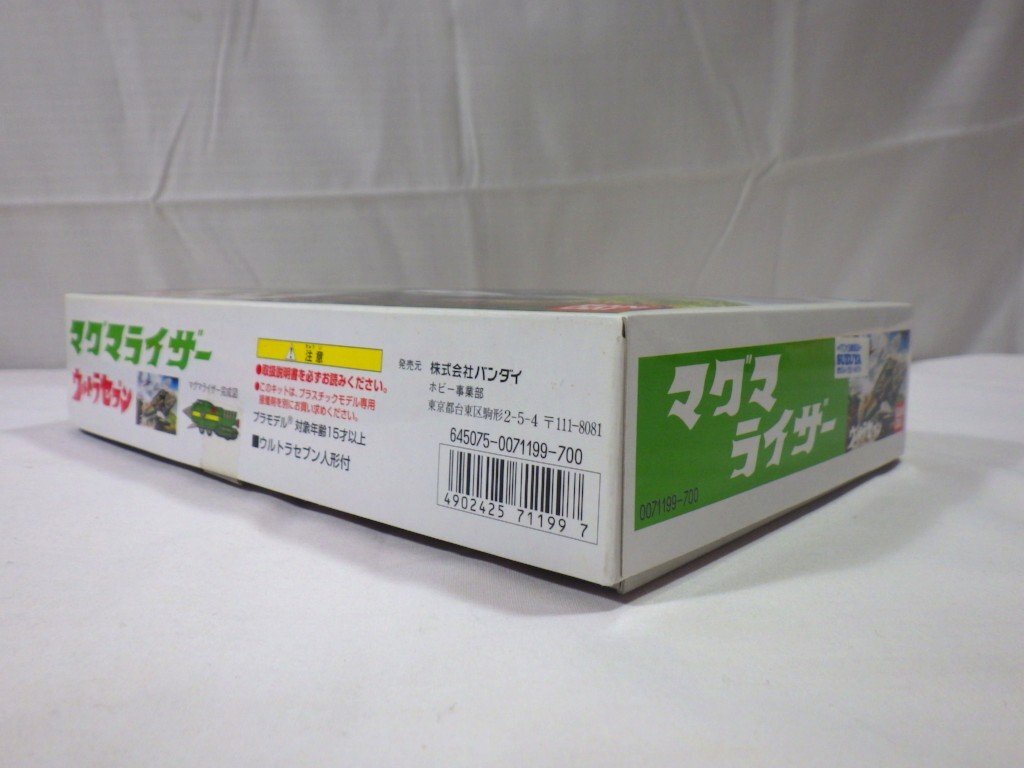 マグマライザー
ウルトラセブン
マグマライザー完成図
注意
●取扱説明書を必ずお読みください。
●このキットは、プラスチックモデル専用
接着剤を別にお買い求めください。
プラモデル® 対象年齢15才以上
■ウルトラセブン人形付
発売元 株式会社バンダイ
ホビー事業部
東京都台東区駒形2-5-4 〒111-8081
645075-0071199-700
4902425 711997
マグマ
ライザー
0071199-700